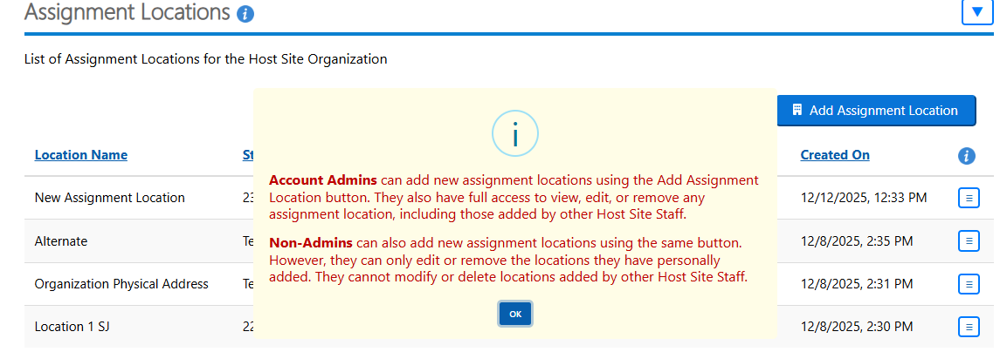 Assignment Locations
List of Assignment Locations for the Host Site Organization
Add Assignment Location
Location Name
Created On
Account Admins can add new assignment locations using the Add Assignment
Location button. They also have full access to view, edit, or remove any
assignment location, including those added by other Host Site Staff.
Non-Admins can also add new assignment locations using the same button.
However, they can only edit or remove the locations they have personally
added. They cannot modify or delete locations added by other Host Site Staff.
OK
New Assignment Location 12/12/2025, 12:33 PM
Alternate 12/8/2025, 2:35 PM
Organization Physical Address 12/8/2025, 2:31 PM
Location 1 SJ 12/8/2025, 2:30 PM